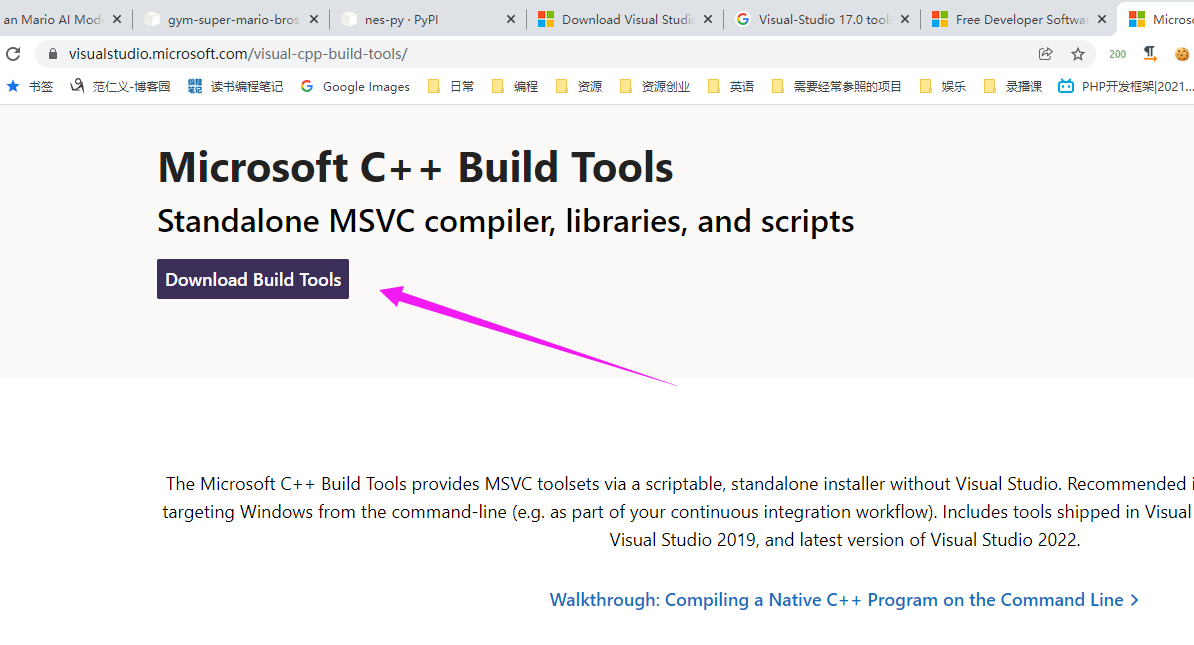 an Mario AI Mod
gym-super-mario-bros
nes-py · PyPI
Download Visual Studi
Visual-Studio 17.0 tools
Free Developer Softwa
Micros
visualstudio.microsoft.com/visual-cpp-build-tools/
200
书签
范仁义-博客园
读书编程笔记
Google Images
日常
编程
资源
资源创业
英语
需要经常参照的项目
娱乐
录播课
PHP开发框架|2021...
Microsoft C++ Build Tools
Standalone MSVC compiler, libraries, and scripts
Download Build Tools
The Microsoft C++ Build Tools provides MSVC toolsets via a scriptable, standalone installer without Visual Studio. Recommended i
targeting Windows from the command-line (e.g. as part of your continuous integration workflow). Includes tools shipped in Visual
Visual Studio 2019, and latest version of Visual Studio 2022.
Walkthrough: Compiling a Native C++ Program on the Command Line